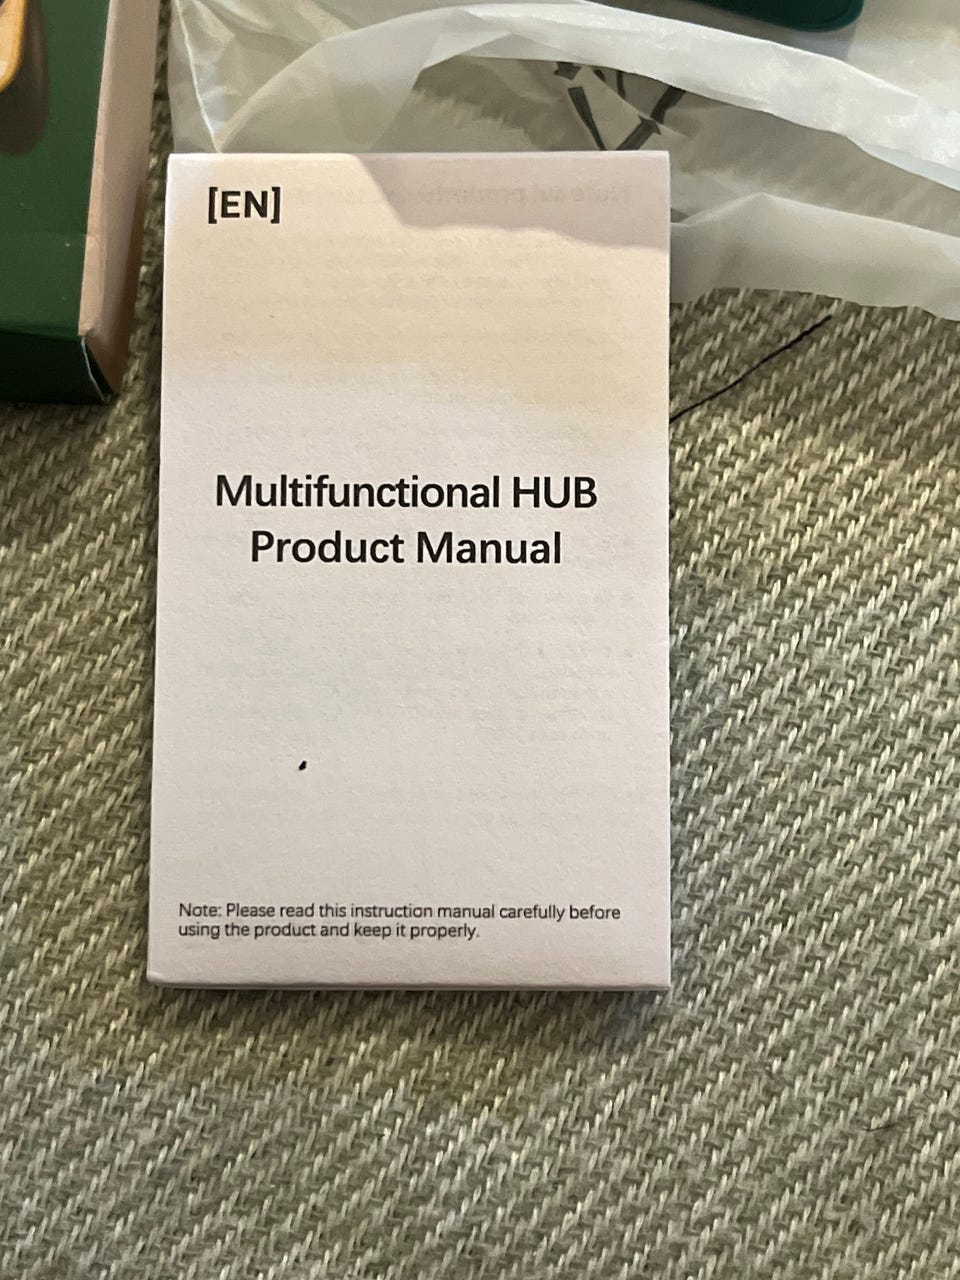 [EN]
Multifunctional HUB
Product Manual
Note: Please read this instruction manual carefully before
using the product and keep it properly.